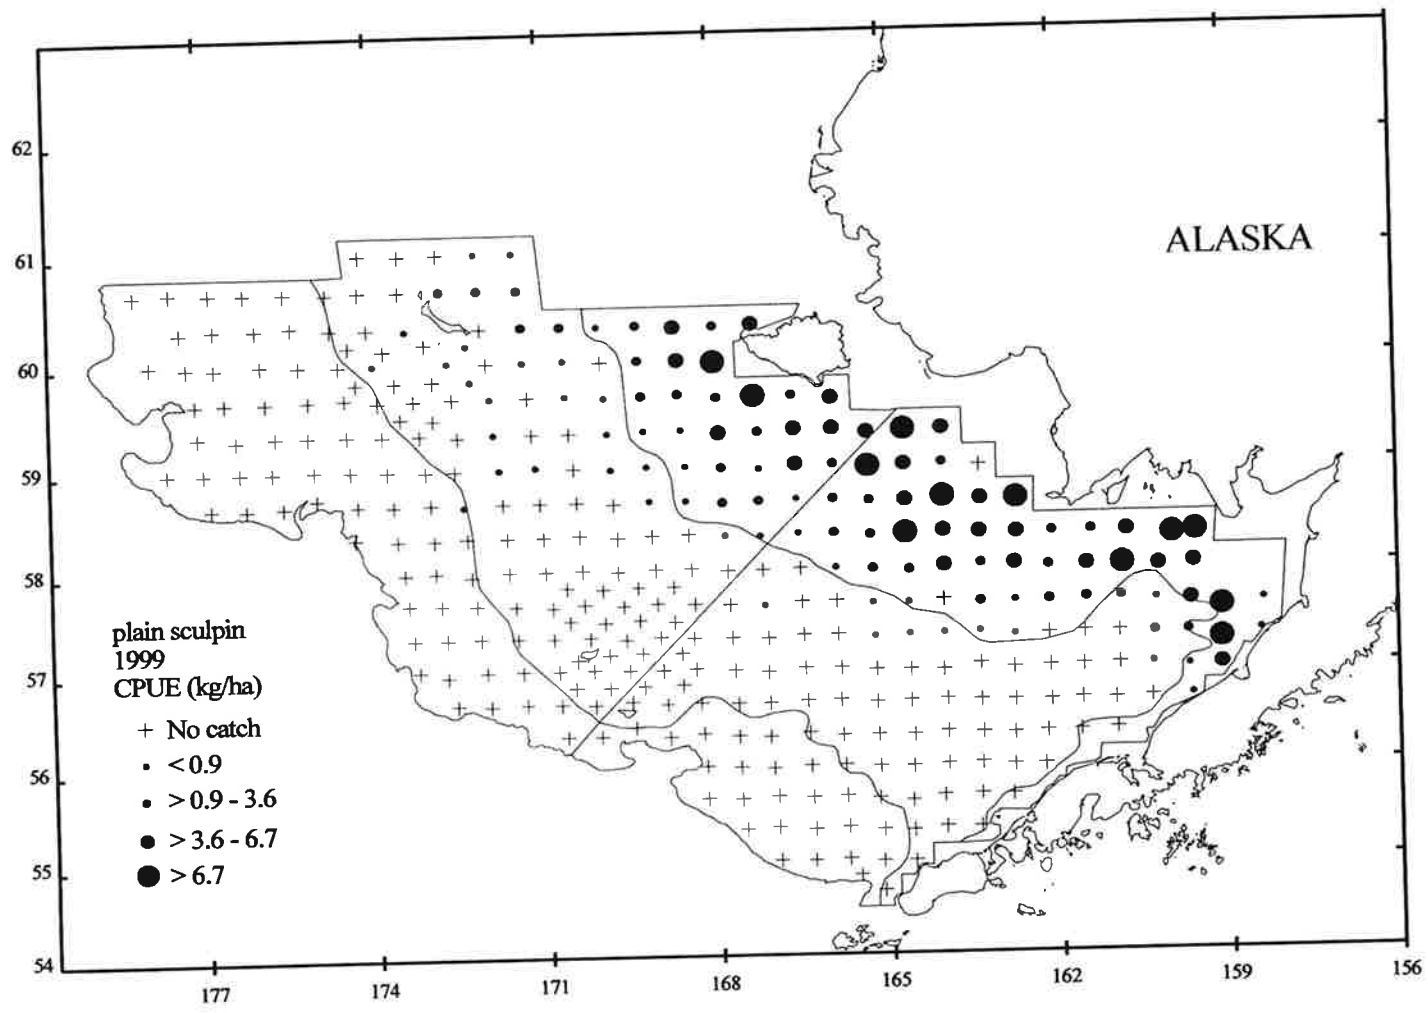 ALASKA
62
61
60
59
58
57
56
55
54
plain sculpin
1999
CPUE (kg/ha)
+ No catch
< 0.9
> 0.9 - 3.6
> 3.6 - 6.7
> 6.7
177 174 171 168 165 162 159 156